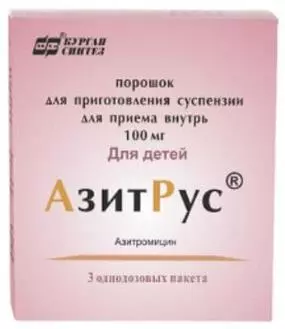 КУРГАН
СИНТЕЗ
порошок
для приготовления суспензии
для приема внутрь
100 мг
Для детей
АзитРус®
Азитромицин
3 однодозовых пакета